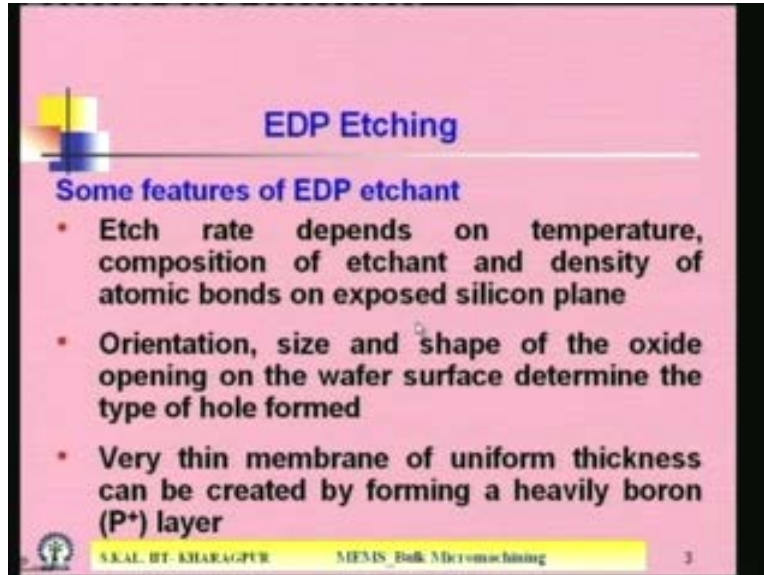 EDP Etching
Some features of EDP etchant
• Etch rate depends on temperature,
composition of etchant and density of
atomic bonds on exposed silicon plane
• Orientation, size and shape of the oxide
opening on the wafer surface determine the
type of hole formed
• Very thin membrane of uniform thickness
can be created by forming a heavily boron
(P⁺) layer
S.KAL, IIT- KHARAGPUR MEMS_Bulk Micromachining 3